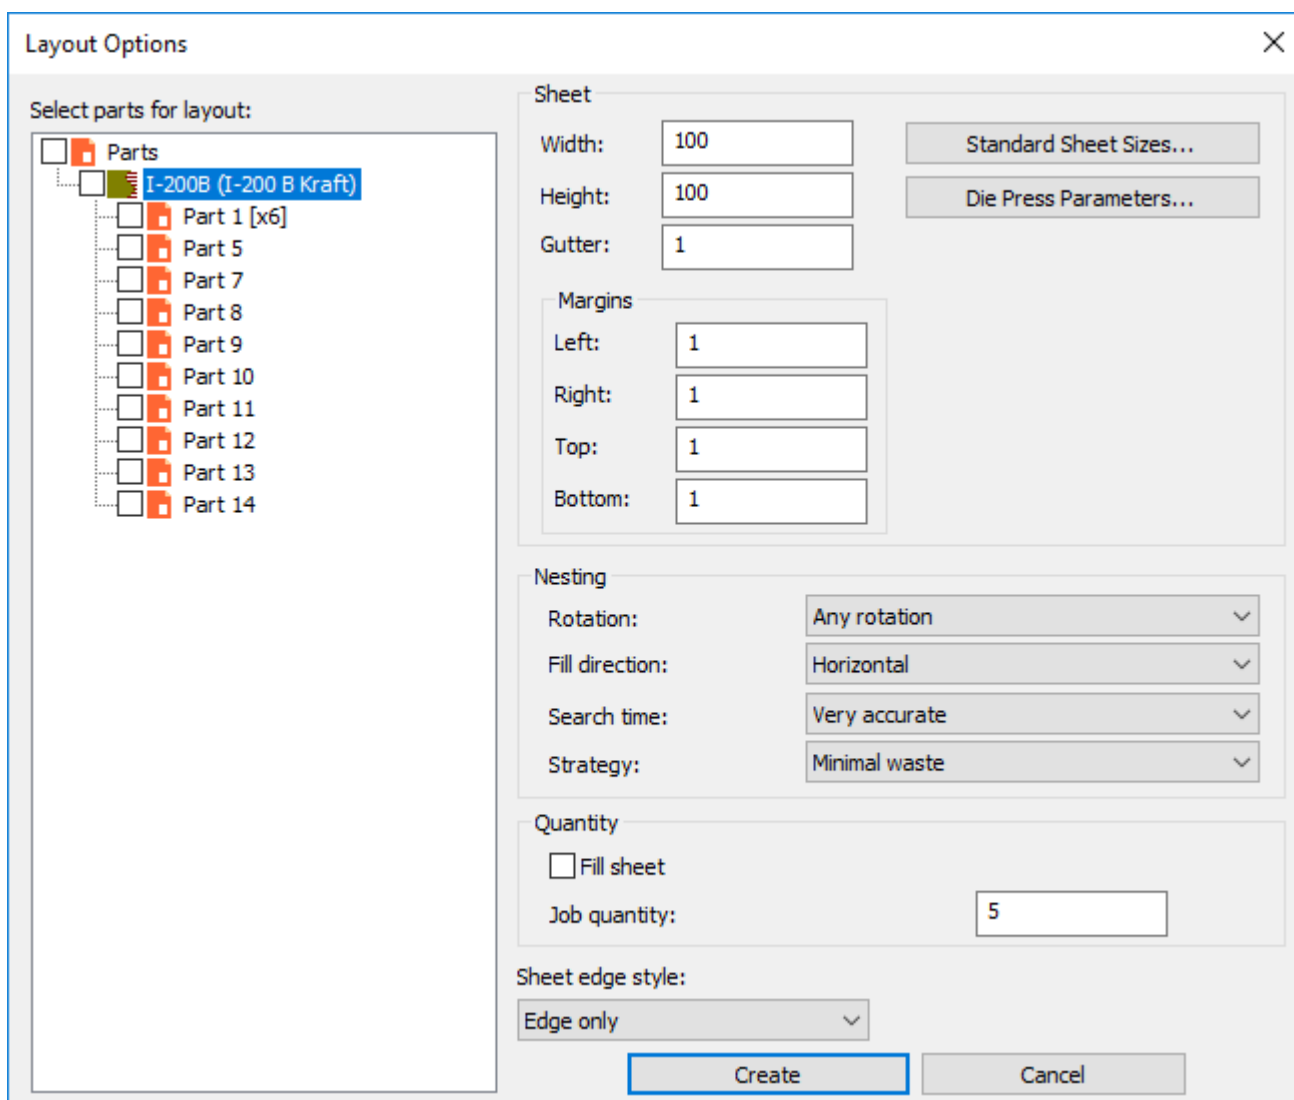 Layout Options
Select parts for layout:
Parts
I-200B (I-200 B Kraft)
Part 1 [x6]
Part 5
Part 7
Part 8
Part 9
Part 10
Part 11
Part 12
Part 13
Part 14
Sheet
Width: 100 Standard Sheet Sizes...
Height: 100 Die Press Parameters...
Gutter: 1
Margins
Left: 1
Right: 1
Top: 1
Bottom: 1
Nesting
Rotation: Any rotation
Fill direction: Horizontal
Search time: Very accurate
Strategy: Minimal waste
Quantity
Fill sheet
Job quantity: 5
Sheet edge style:
Edge only
Create Cancel